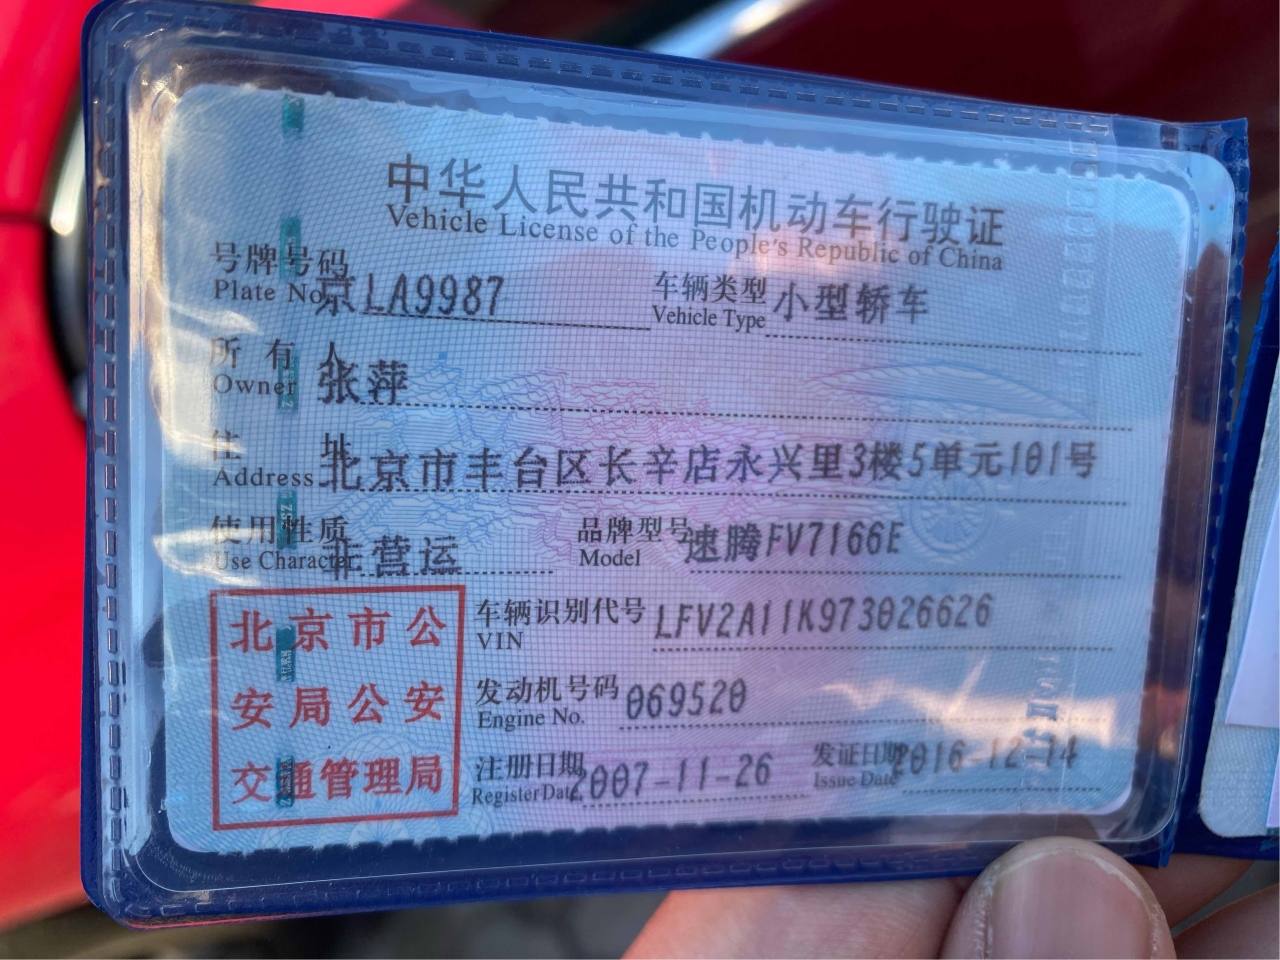 中华人民共和国机动车行驶证
Vehicle License of the People's Republic of China
号牌号码 京LA9987 车辆类型 小型轿车
Plate No. Vehicle Type
所有人 张萍
Owner
住址 北京市丰台区长辛店永兴里3楼5单元101号
Address
使用性质 非营运 品牌型号 速腾FV7166E
Use Character Model
车辆识别代号 LFV2A11K973026626
VIN
发动机号码 069520
Engine No.
注册日期 2007-11-26 发证日期 2016-12-14
Register Date Issue Date
北京市公
安局公安
交通管理局